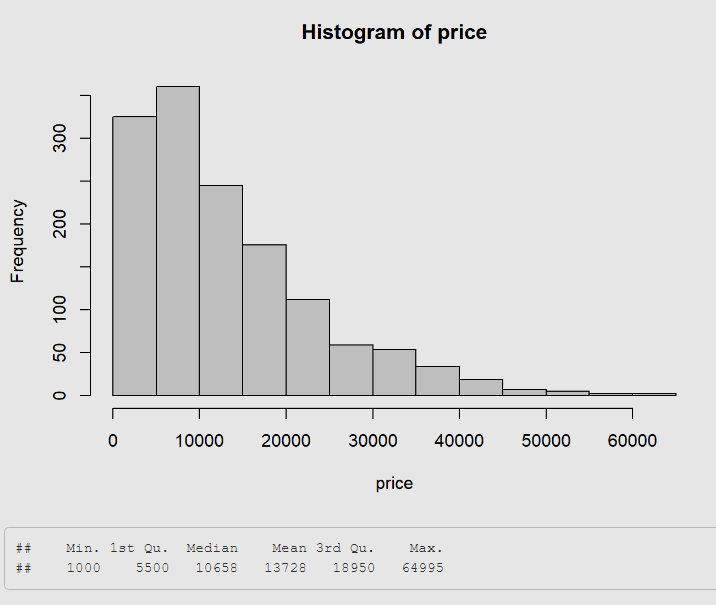 Histogram of price
Frequency
300
200
100
50
0
0 10000 20000 30000 40000 50000 60000
price
## Min. 1st Qu. Median Mean 3rd Qu. Max.
## 1000 5500 10658 13728 18950 64995